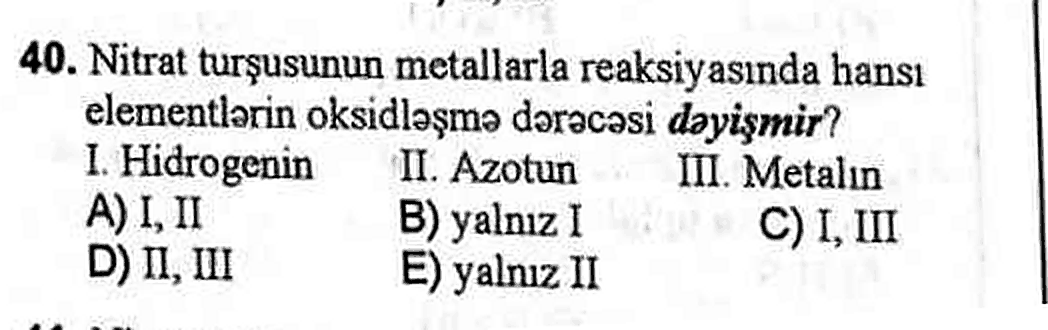 40. Nitrat turşusunun metallarla reaksiyasında hansı
elementlərin oksidləşmə dərəcəsi dəyişmir?
I. Hidrogenin II. Azotun III. Metalın
A) I, II B) yalnız I C) I, III
D) II, III E) yalnız II